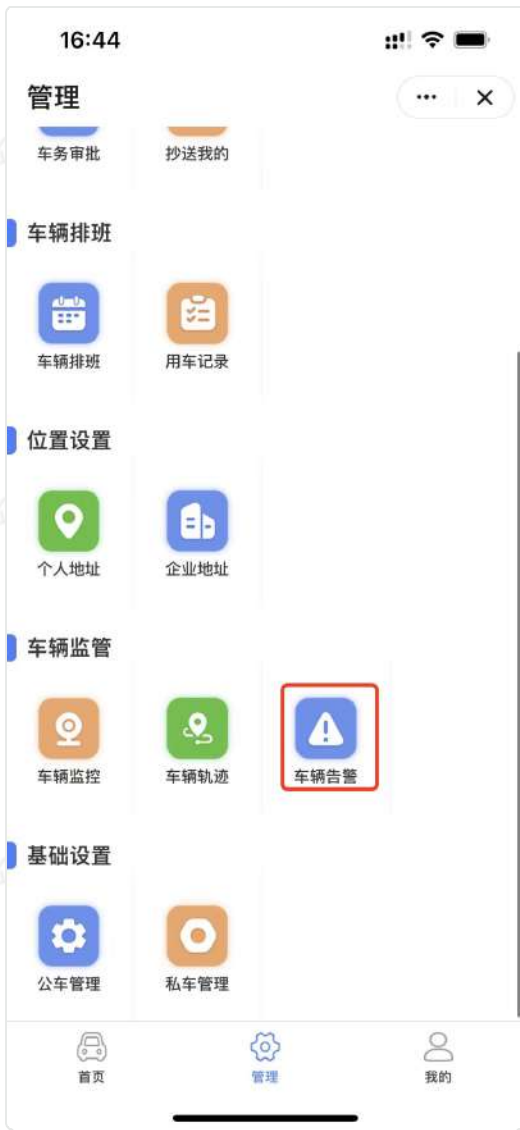 16:44
管理
车务审批
抄送我的
车辆排班
车辆排班
用车记录
位置设置
个人地址
企业地址
车辆监管
车辆监控
车辆轨迹
车辆告警
基础设置
公车管理
私车管理
首页
管理
我的